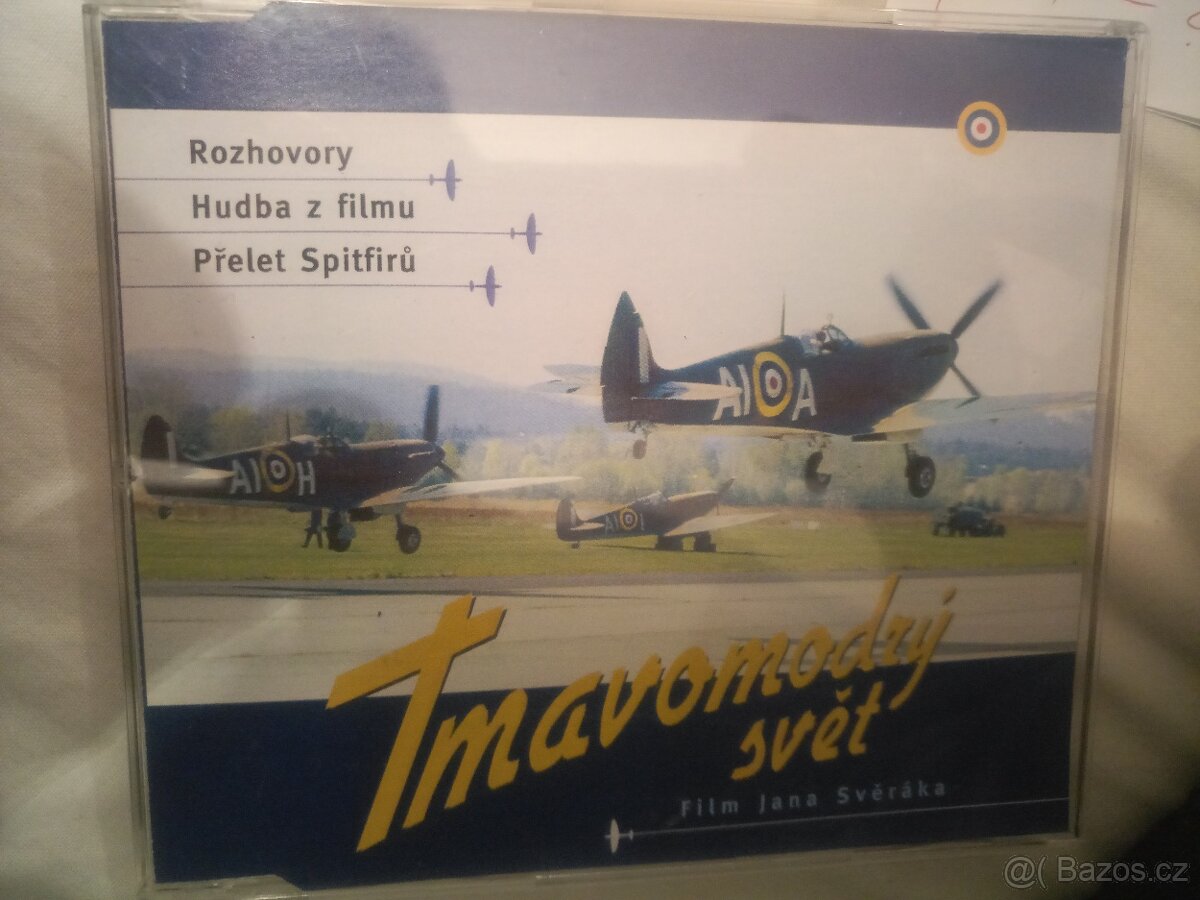 Rozhovory
Hudba z filmu
Přelet Spitfirů
AI A
AI H
AI
Tmavomodrý
svět
Film Jana Svěráka
@( Bazos.cz